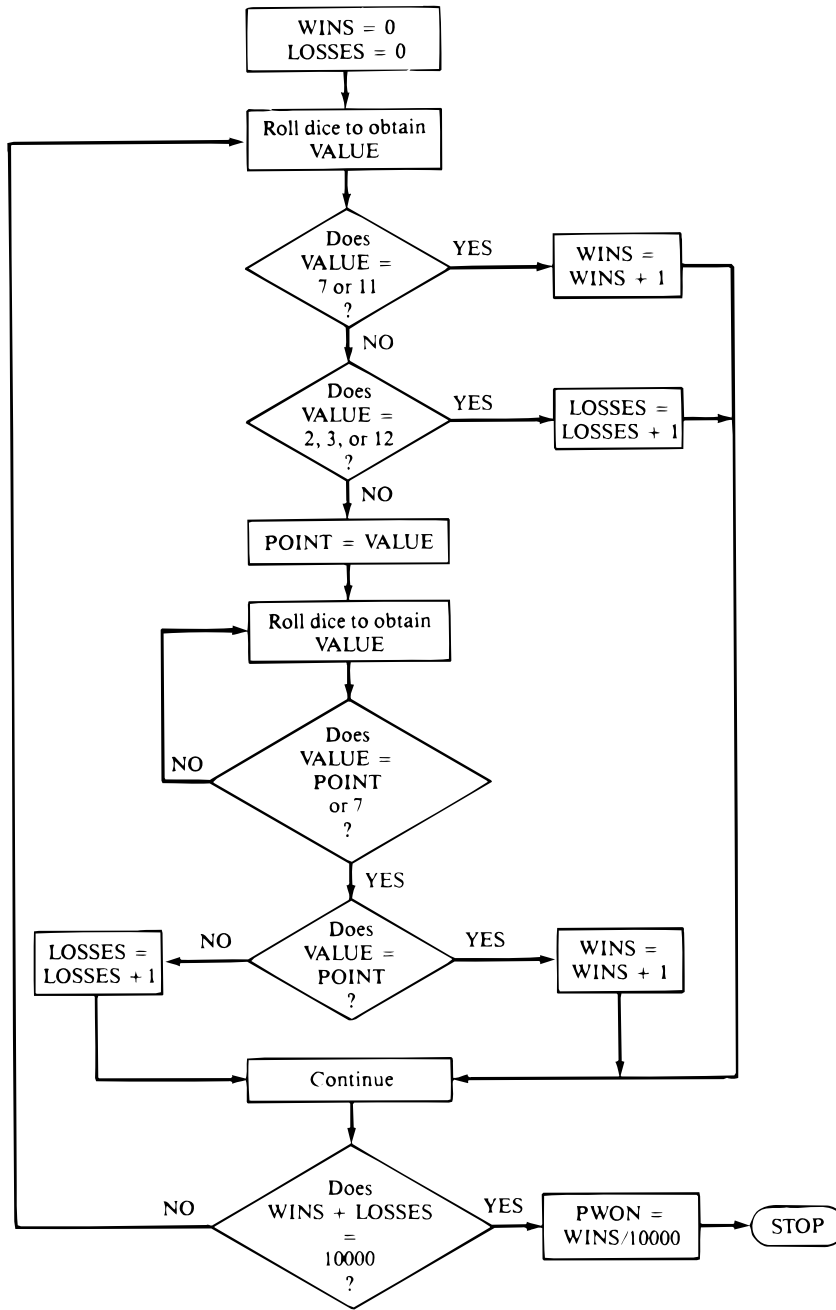 WINS = 0
LOSSES = 0
Roll dice to obtain
VALUE
Does
VALUE =
7 or 11
?
YES
WINS =
WINS + 1
NO
Does
VALUE =
2, 3, or 12
?
YES
LOSSES =
LOSSES + 1
NO
POINT = VALUE
Roll dice to obtain
VALUE
Does
VALUE =
POINT
or 7
?
NO
YES
Does
VALUE =
POINT
?
NO
LOSSES =
LOSSES + 1
YES
WINS =
WINS + 1
Continue
Does
WINS + LOSSES
=
10000
?
NO
YES
PWON =
WINS/10000
STOP